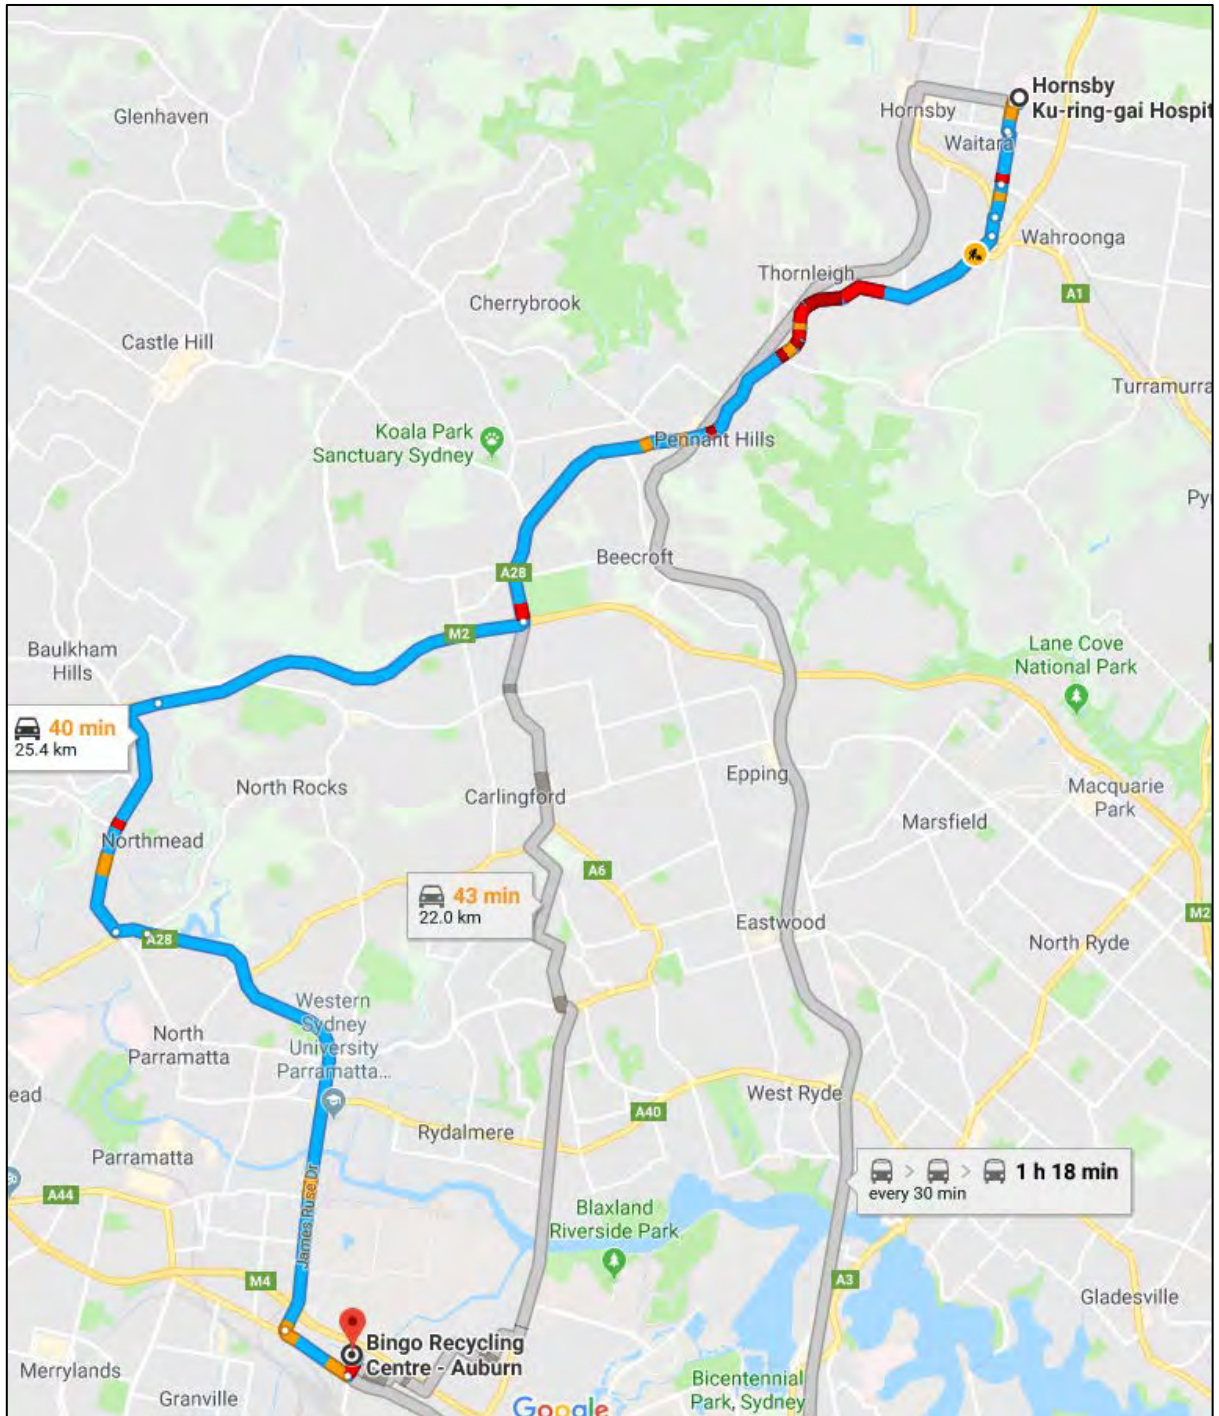 Hornsby
Ku-ring-gai Hospit
Glenhaven
Hornsby
Waitara
Wahroonga
Thornleigh
A1
Cherrybrook
Castle Hill
Turramurra
Koala Park
Sanctuary Sydney
Pennant Hills
Py
Beecroft
A28
M2
Baulkham
Hills
Lane Cove
National Park
40 min
25.4 km
North Rocks
Carlingford
Epping
Macquarie
Park
Marsfield
Northmead
A6
43 min
22.0 km
Eastwood
M2
A28
North Ryde
Western
Sydney
University
Parramatta...
North
Parramatta
ead
West Ryde
A40
Rydalmere
Parramatta
1 h 18 min
every 30 min
A44
James Ruse Dr
Blaxland
Riverside Park
M4
A3
Gladesville
Bingo Recycling
Centre - Auburn
Merrylands
Granville
Bicentennial
Park, Sydney
Google